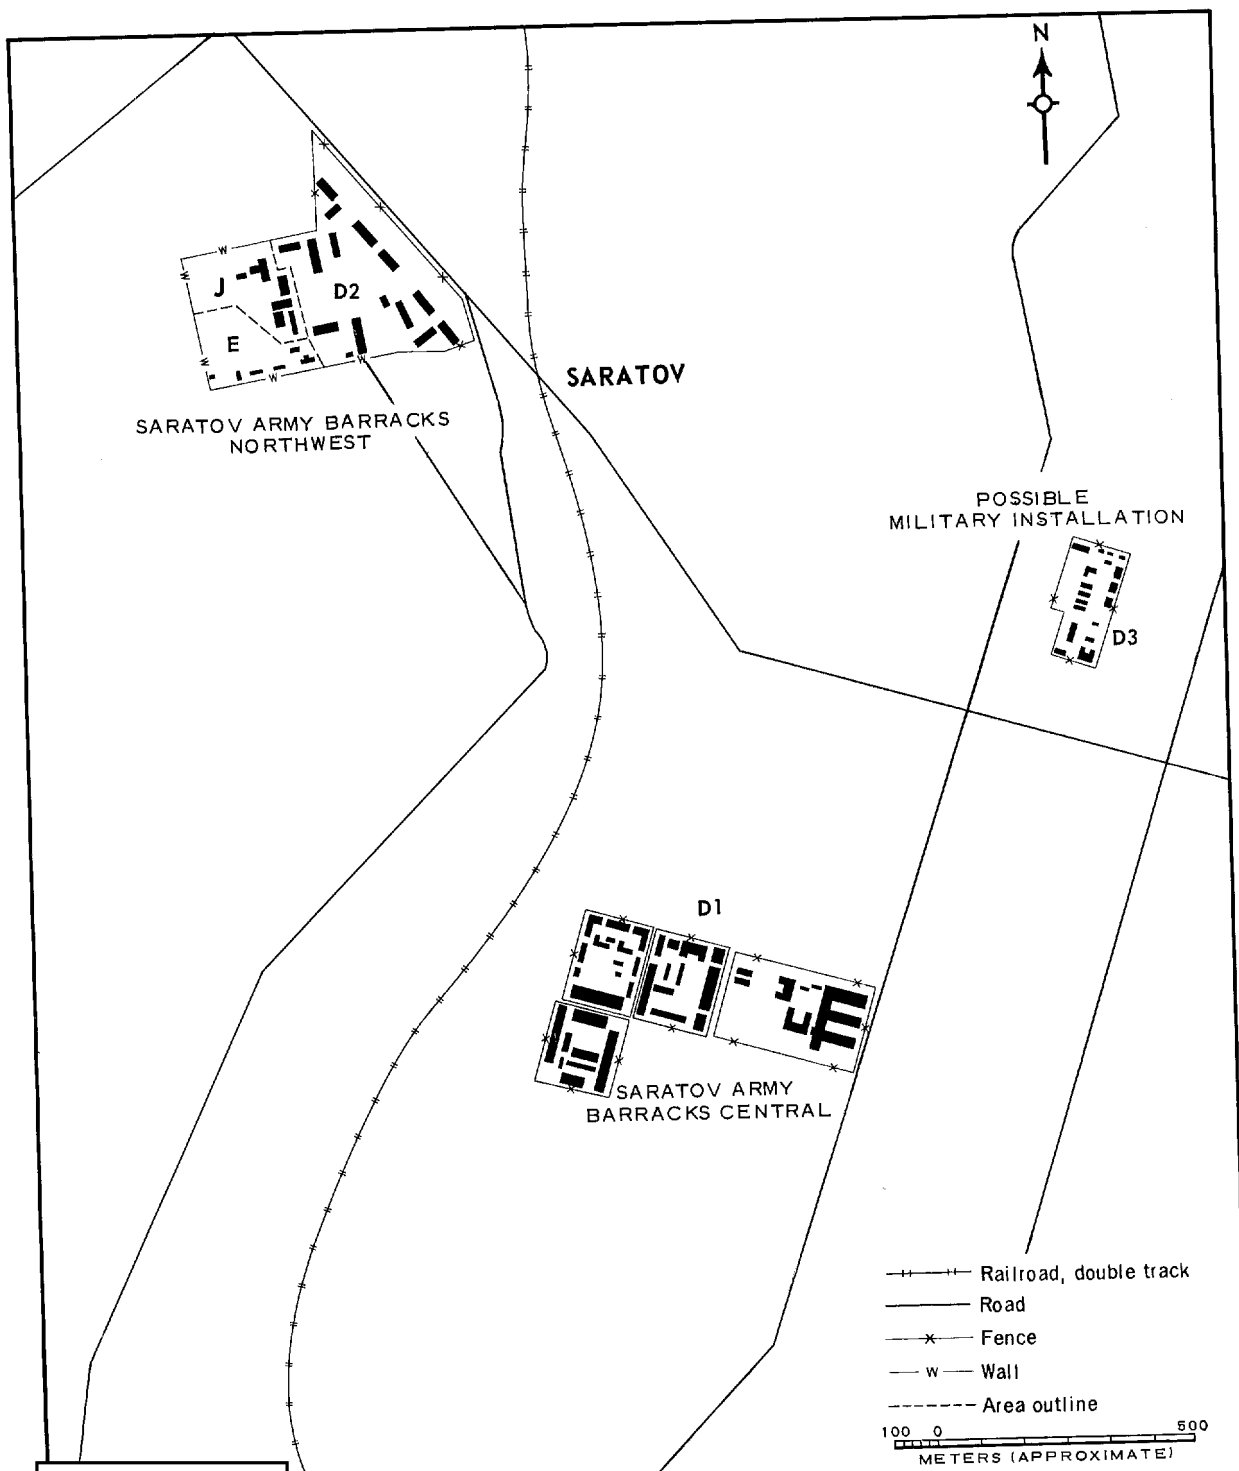 N
J
D2
E
SARATOV
SARATOV ARMY BARRACKS
NORTHWEST
POSSIBLE
MILITARY INSTALLATION
D3
D1
SARATOV ARMY
BARRACKS CENTRAL
Railroad, double track
Road
x Fence
W Wall
Area outline
100 0 500
METERS (APPROXIMATE)